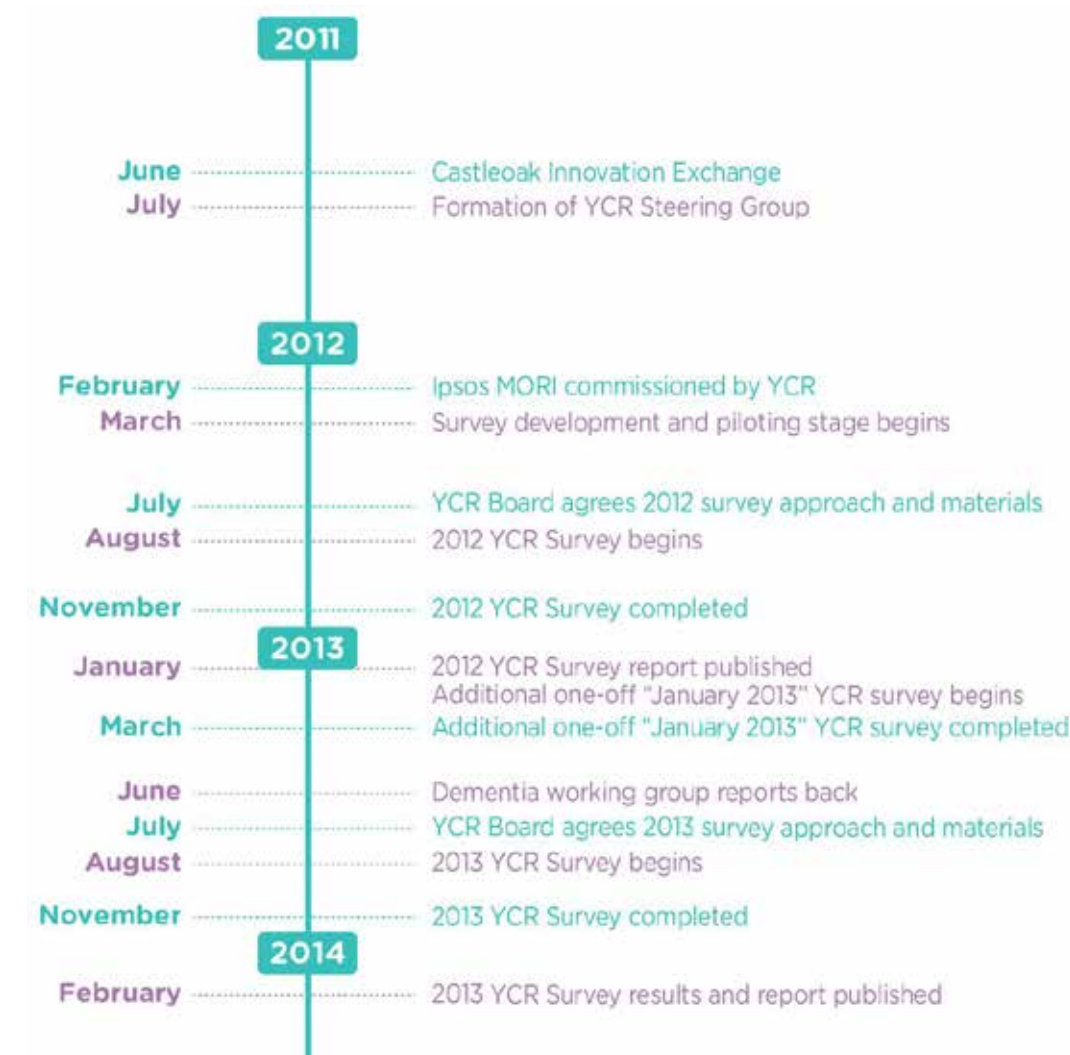 2011
June Castleoak Innovation Exchange
July Formation of YCR Steering Group
2012
February Ipsos MORI commissioned by YCR
March Survey development and piloting stage begins
July YCR Board agrees 2012 survey approach and materials
August 2012 YCR Survey begins
November 2012 YCR Survey completed
2013
January 2012 YCR Survey report published
Additional one-off "January 2013" YCR survey begins
March Additional one-off "January 2013" YCR survey completed
June Dementia working group reports back
July YCR Board agrees 2013 survey approach and materials
August 2013 YCR Survey begins
November 2013 YCR Survey completed
2014
February 2013 YCR Survey results and report published